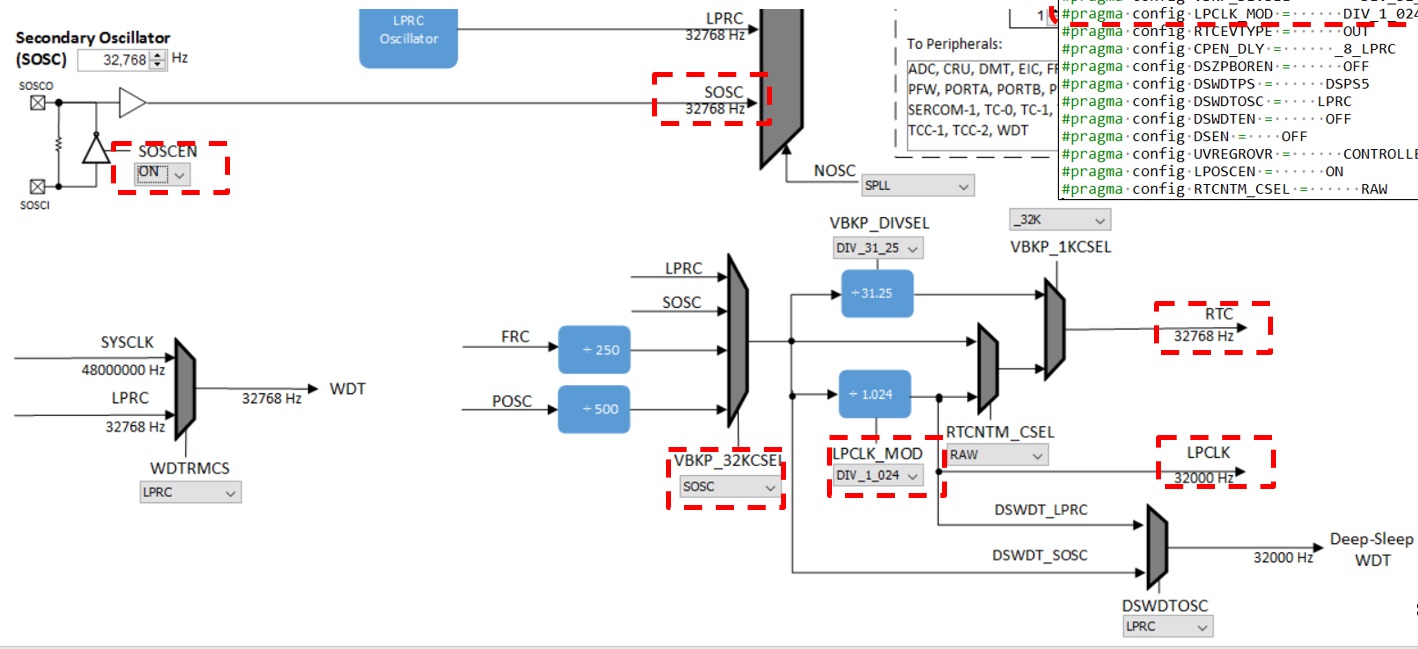 LPRC
Oscillator
LPRC
32768 Hz
Secondary Oscillator
(SOSC) 32,768 Hz
SOSCO
SOSC
32768 Hz
SOSCEN
ON
SOSCI
NOSC
SPLL
To Peripherals:
ADC, CRU, DMT, EIC,
PFW, PORTA, PORTB,
SERCOM-1, TC-0, TC-1,
TCC-1, TCC-2, WDT
1
#pragma·config·LPCLK_MOD·=······DIV_1_024
#pragma·config·RTCEVTYPE·=······OUT
#pragma·config·CPEN_DLY·=······_8_LPRC
#pragma·config·DSZPBOREN·=······OFF
#pragma·config·DSWDTPS·=······DSPS5
#pragma·config·DSWDTOSC·=·····LPRC
#pragma·config·DSWDTEN·=······OFF
#pragma·config·DSEN·=····OFF
#pragma·config·UVREGROVR·=······CONTROLLE
#pragma·config·LPOSCEN·=······ON
#pragma·config·RTCNTM_CSEL·=······RAW
SYSCLK
48000000 Hz
LPRC
32768 Hz
32768 Hz
WDT
WDTRMCS
LPRC
LPRC
SOSC
FRC
÷ 250
POSC
÷ 500
VBKP_32KCSEL
SOSC
VBKP_DIVSEL
DIV_31_25
÷31.25
÷ 1.024
LPCLK_MOD
DIV_1_024
RTCNTM_CSEL
RAW
_32K
VBKP_1KCSEL
RTC
32768 Hz
LPCLK
32000 Hz
DSWDT_LPRC
DSWDT_SOSC
32000 Hz
Deep-Sleep
WDT
DSWDTOSC
LPRC